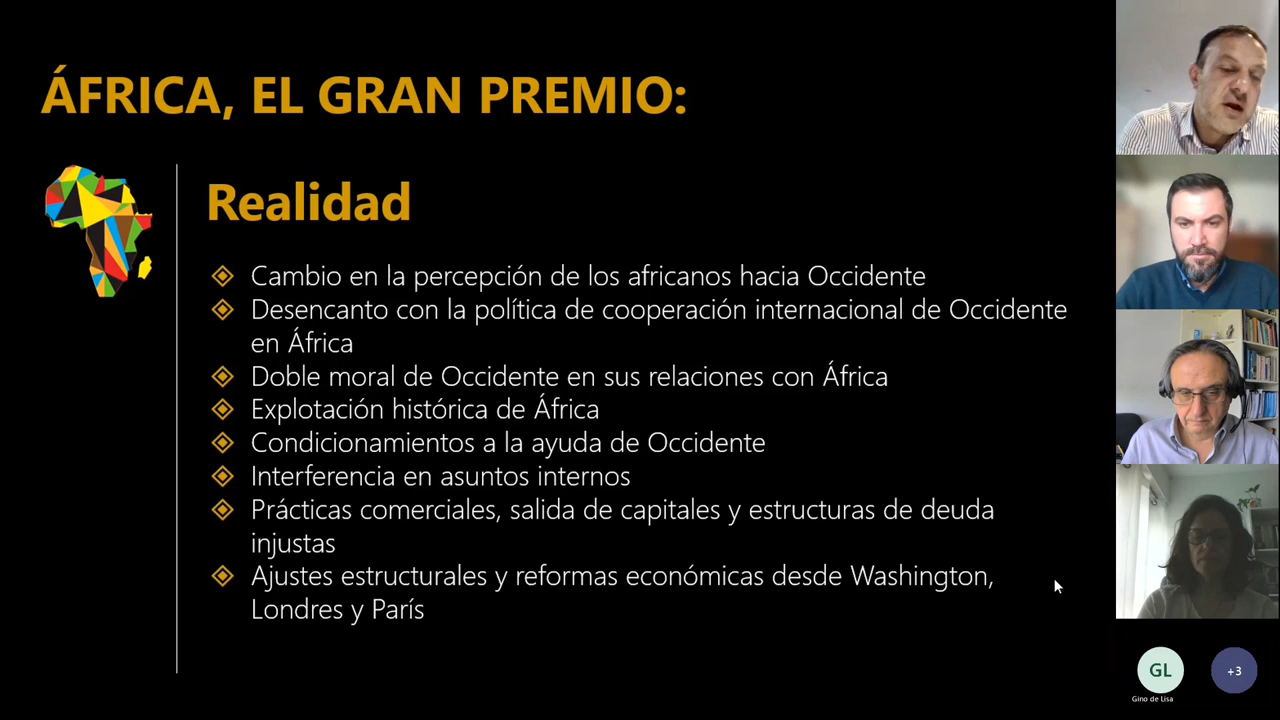 ÁFRICA, EL GRAN PREMIO:
Realidad
Cambio en la percepción de los africanos hacia Occidente
Desencanto con la política de cooperación internacional de Occidente
en África
Doble moral de Occidente en sus relaciones con África
Explotación histórica de África
Condicionamientos a la ayuda de Occidente
Interferencia en asuntos internos
Prácticas comerciales, salida de capitales y estructuras de deuda
injustas
Ajustes estructurales y reformas económicas desde Washington,
Londres y París
GL
+3
Gino de Lisa